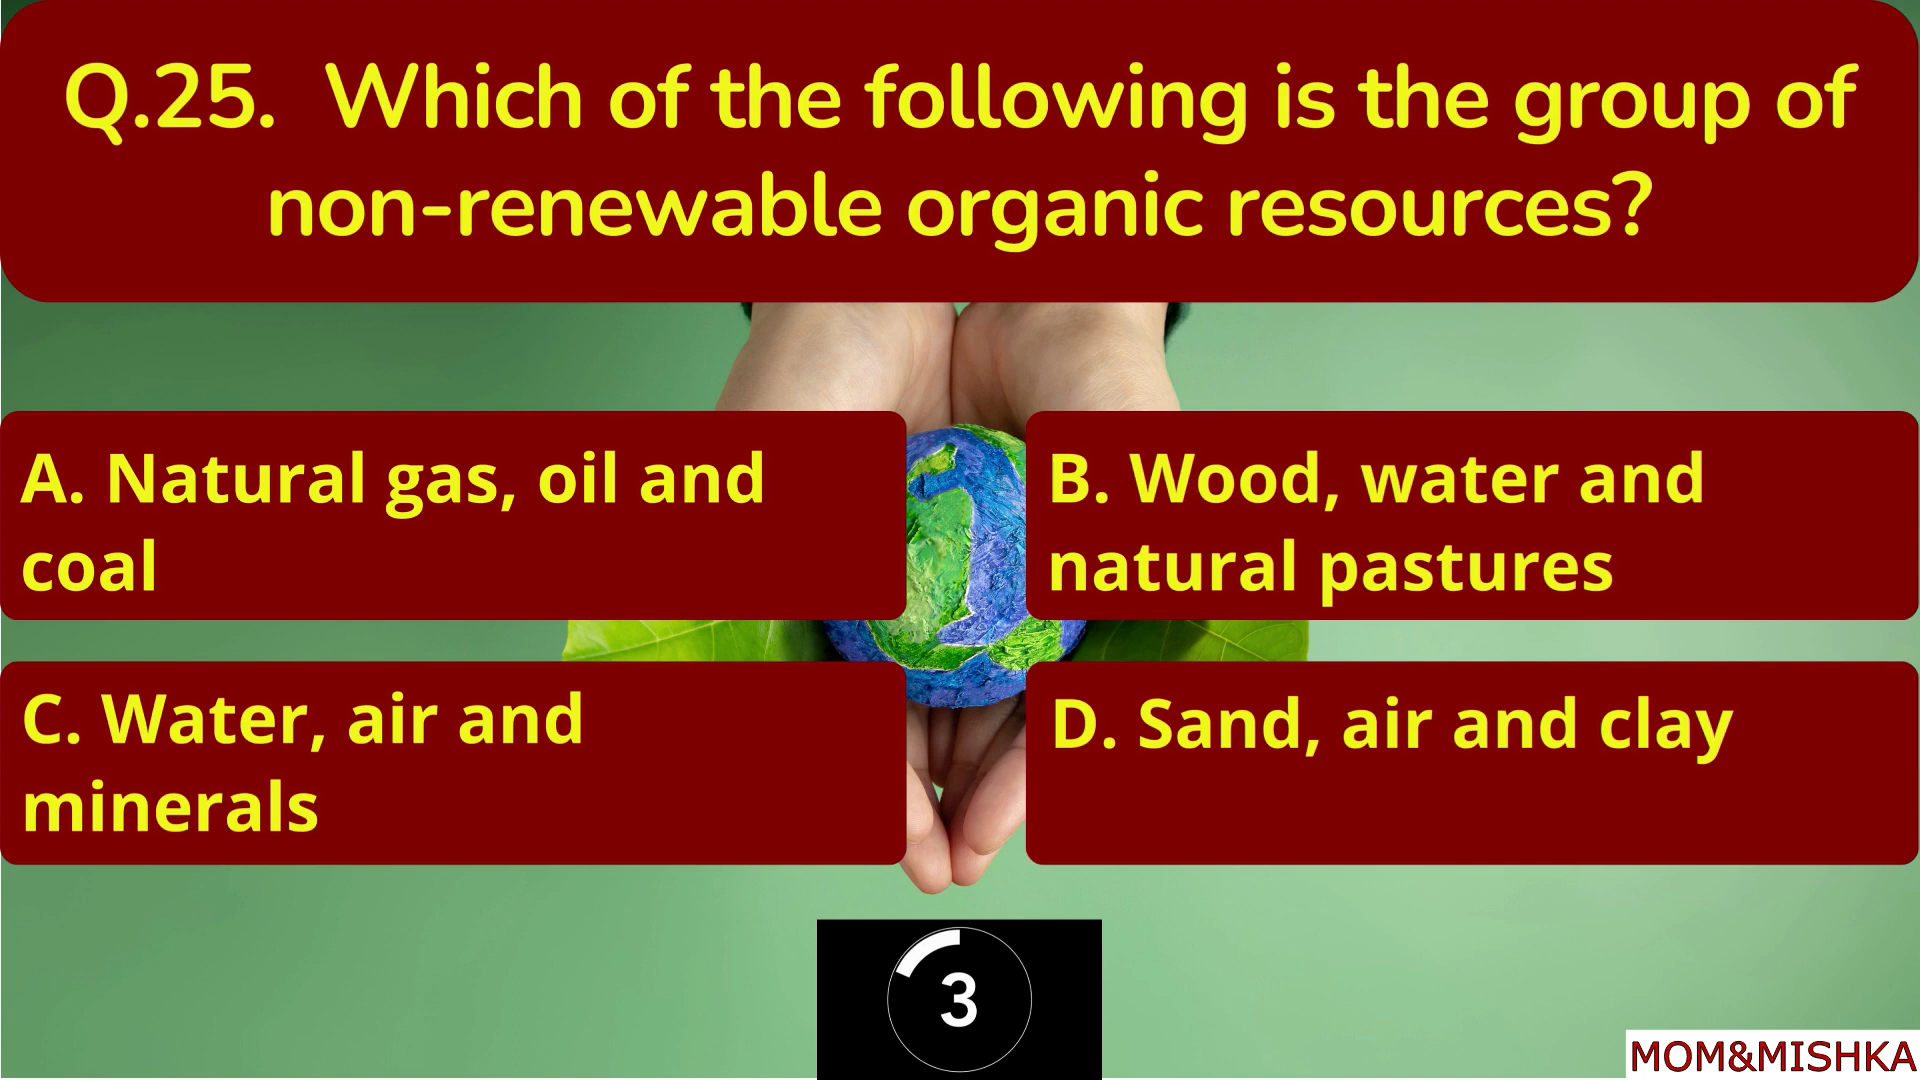 Q.25. Which of the following is the group of
non-renewable organic resources?
A. Natural gas, oil and
coal
B. Wood, water and
natural pastures
C. Water, air and
minerals
D. Sand, air and clay
3
MOM&MISHKA